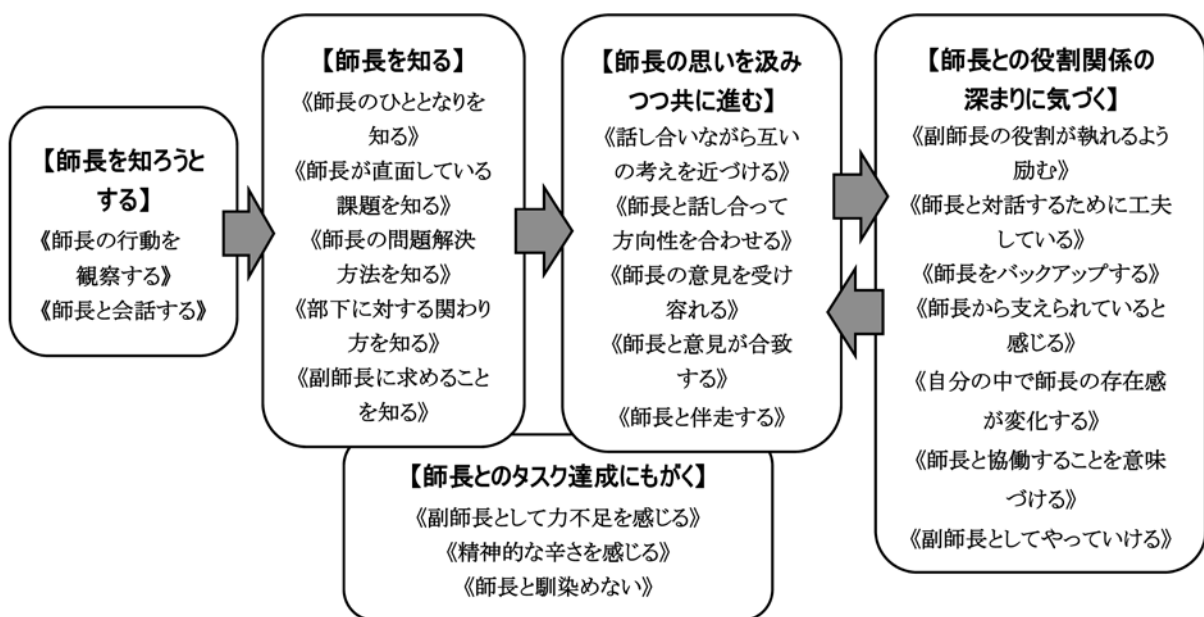 【師長を知ろうと
する】
《師長の行動を
観察する》
《師長と会話する》
【師長を知る】
《師長のひととなりを
知る》
《師長が直面している
課題を知る》
《師長の問題解決
方法を知る》
《部下に対する関わり
方を知る》
《副師長に求めること
を知る》
【師長の思いを汲み
つつ共に進む】
《話し合いながら互い
の考えを近づける》
《師長と話し合って
方向性を合わせる》
《師長の意見を受け
容れる》
《師長と意見が合致
する》
《師長と伴走する》
【師長との役割関係の
深まりに気づく】
《副師長の役割が執れるよう
励む》
《師長と対話するために工夫
している》
《師長をバックアップする》
《師長から支えられていると
感じる》
《自分の中で師長の存在感
が変化する》
《師長と協働することを意味
づける》
《副師長としてやっていける》
【師長とのタスク達成にもがく】
《副師長として力不足を感じる》
《精神的な辛さを感じる》
《師長と馴染めない》